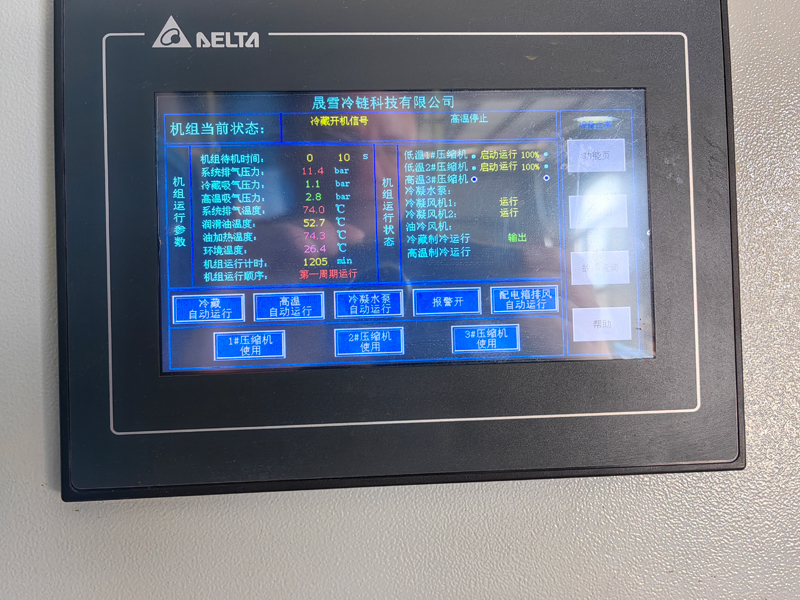 DELTA
晟雪冷链科技有限公司
机组当前状态： 冷藏开机信号 高温停止
机组运行参数
机组待机时间： 0 10 s
系统排气压力： 11.4 bar
冷藏吸气压力： 1.1 bar
高温吸气压力： 2.8 bar
系统排气温度： 74.0 ℃
润滑油温度： 52.7 ℃
油加热温度： 74.3 ℃
环境温度： 26.4 ℃
机组运行计时： 1205 min
机组运行顺序： 第一周期运行
机组运行状态
低温1#压缩机 启动运行 100%
低温2#压缩机 启动运行 100%
高温3#压缩机
冷凝水泵：
冷凝风机1： 运行
冷凝风机2： 运行
油冷风机：
冷藏制冷运行 输出
高温制冷运行
功能页
帮助
冷藏 自动运行
高温 自动运行
冷凝水泵 自动运行
报警开
配电箱排风 自动运行
1#压缩机 使用
2#压缩机 使用
3#压缩机 使用